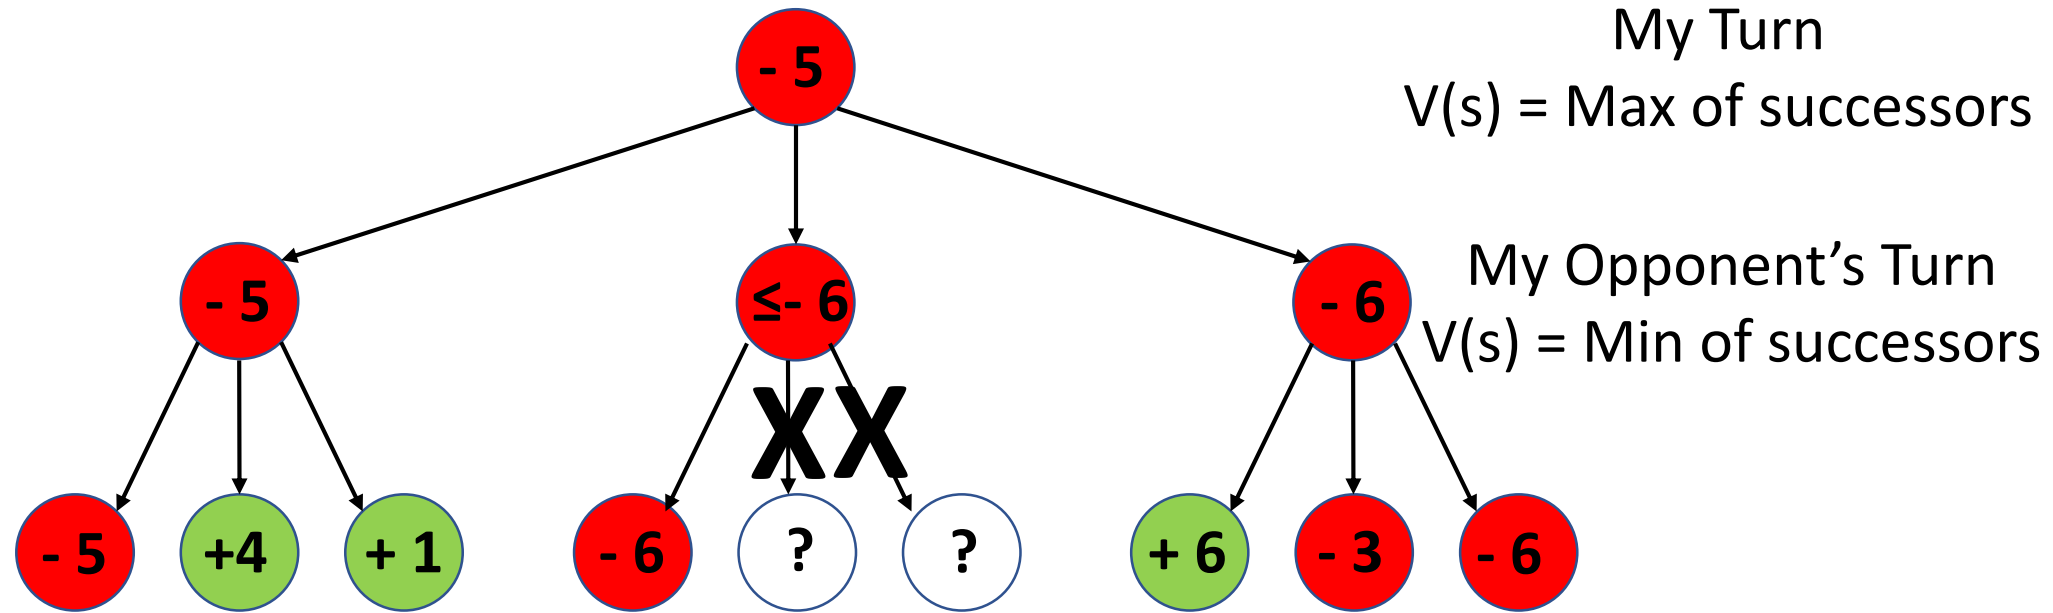 - 5
My Turn
V(s) = Max of successors
- 5
≤- 6
- 6
My Opponent’s Turn
V(s) = Min of successors
X X
- 5
+4
+ 1
- 6
?
?
+ 6
- 3
- 6